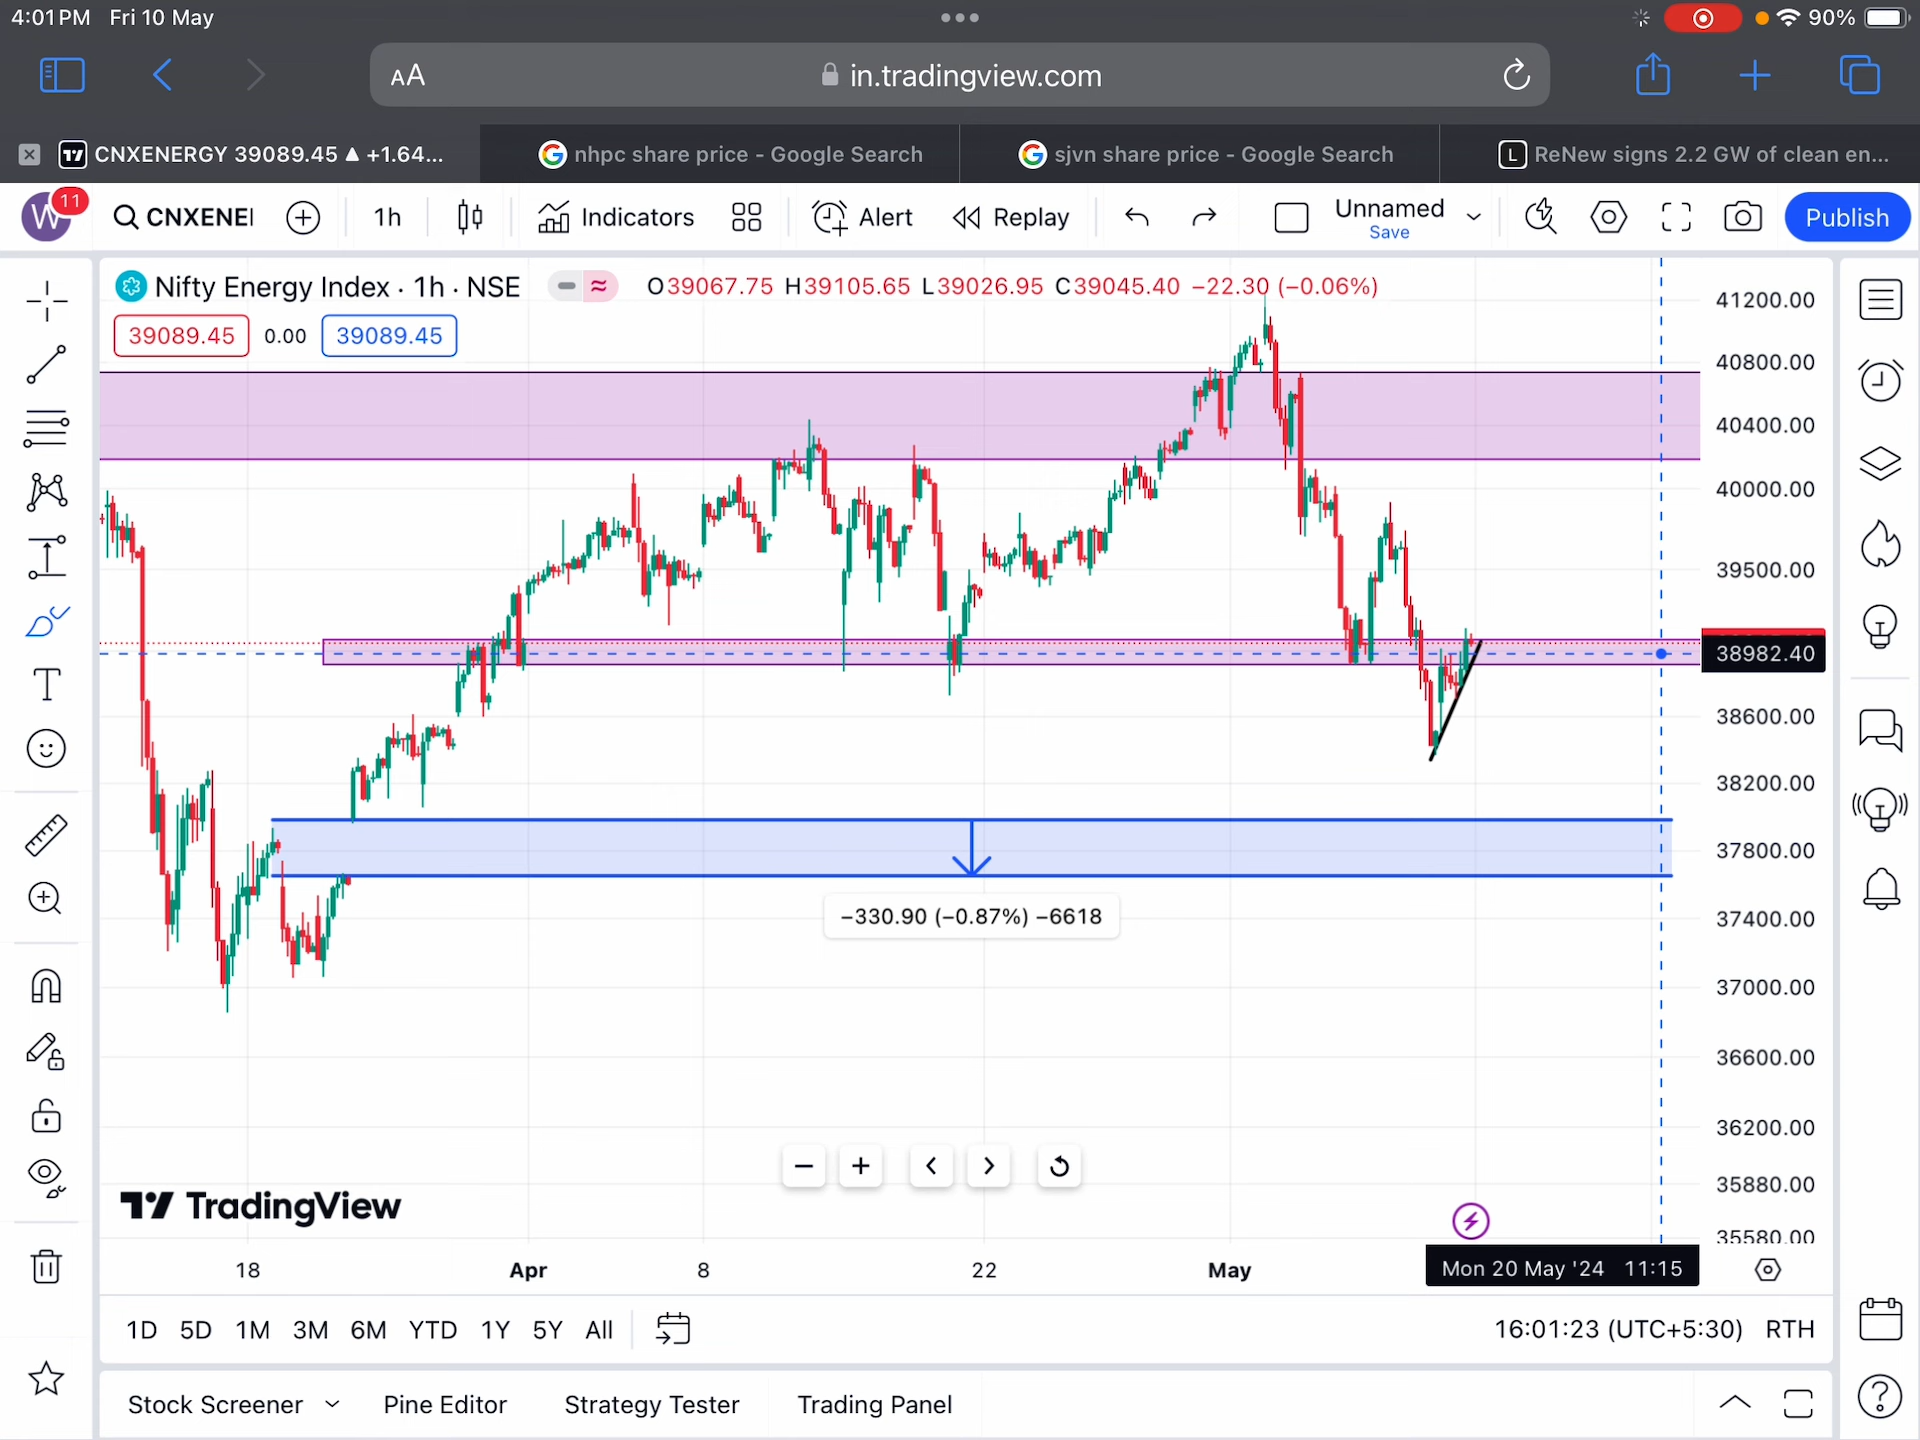 4:01 PM Fri 10 May
90%
AA
in.tradingview.com
CNXENERGY 39089.45 ▲ +1.64...
nhpc share price - Google Search
sjvn share price - Google Search
L
ReNew signs 2.2 GW of clean en...
W
11
CNXENE
1h
Indicators
Alert
Replay
Unnamed
Save
Publish
Nifty Energy Index · 1h · NSE
O39067.75 H39105.65 L39026.95 C39045.40 −22.30 (−0.06%)
39089.45
0.00
39089.45
41200.00
40800.00
40400.00
40000.00
39500.00
38982.40
38600.00
38200.00
37800.00
37400.00
37000.00
36600.00
36200.00
35880.00
35580.00
−330.90 (−0.87%) −6618
TradingView
18
Apr
8
22
May
Mon 20 May '24 11:15
1D 5D 1M 3M 6M YTD 1Y 5Y All
16:01:23 (UTC+5:30) RTH
Stock Screener
Pine Editor
Strategy Tester
Trading Panel